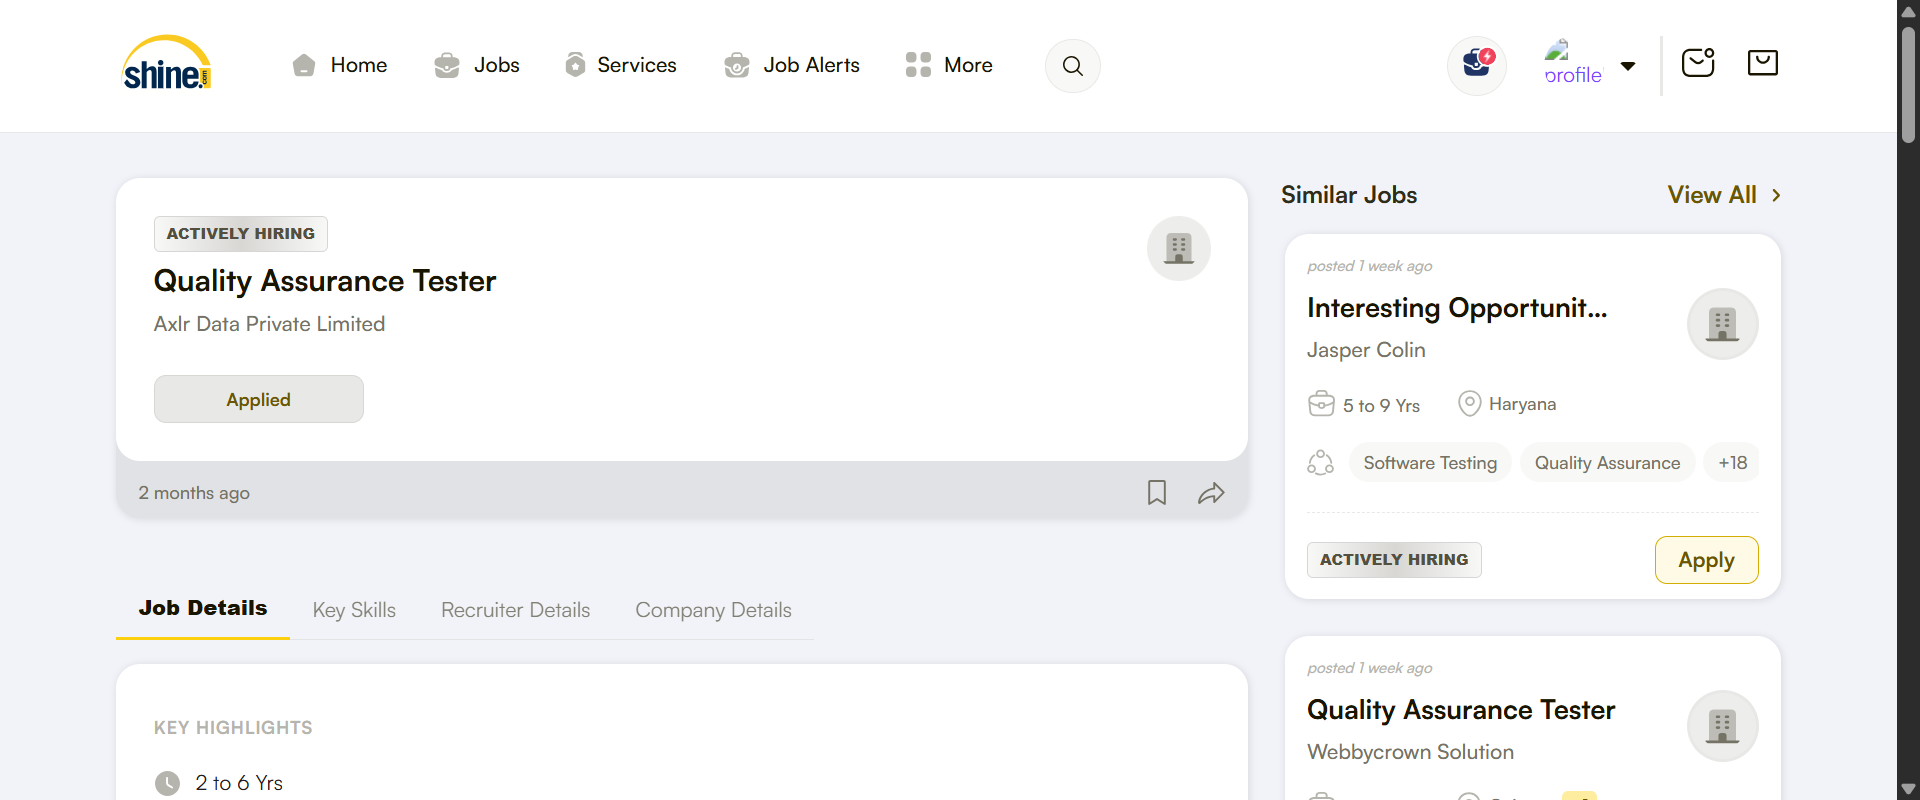 shine.com
Home
Jobs
Services
Job Alerts
More
profile
ACTIVELY HIRING
Quality Assurance Tester
Axlr Data Private Limited
Applied
2 months ago
Job Details
Key Skills
Recruiter Details
Company Details
KEY HIGHLIGHTS
2 to 6 Yrs
Similar Jobs
View All
posted 1 week ago
Interesting Opportunit...
Jasper Colin
5 to 9 Yrs
Haryana
Software Testing
Quality Assurance
+18
ACTIVELY HIRING
Apply
posted 1 week ago
Quality Assurance Tester
Webbycrown Solution